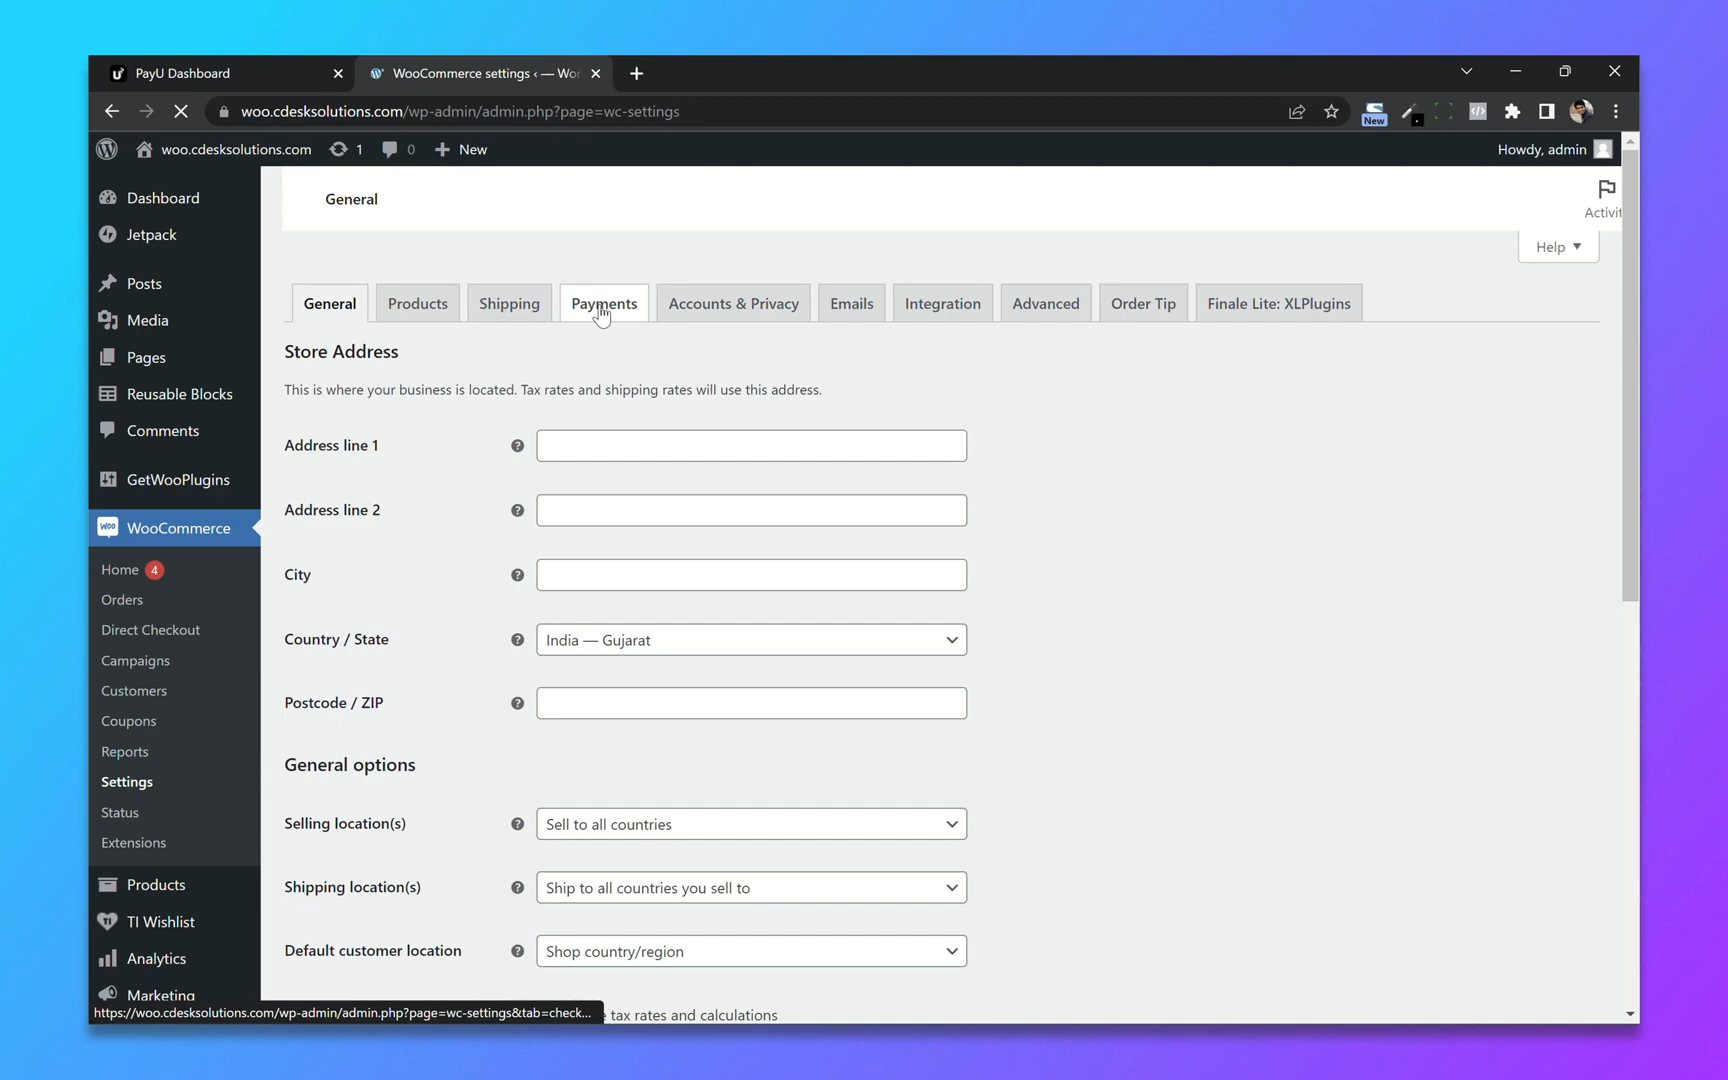 PayU Dashboard
WooCommerce settings ‹ — Wor
woo.cdesksolutions.com/wp-admin/admin.php?page=wc-settings
New
woo.cdesksolutions.com 1 0 New
Howdy, admin
Dashboard
Jetpack
Posts
Media
Pages
Reusable Blocks
Comments
GetWooPlugins
WooCommerce
Home 4
Orders
Direct Checkout
Campaigns
Customers
Coupons
Reports
Settings
Status
Extensions
Products
TI Wishlist
Analytics
Marketing
General
Activit
Help
General Products Shipping Payments Accounts & Privacy Emails Integration Advanced Order Tip Finale Lite: XLPlugins
Store Address
This is where your business is located. Tax rates and shipping rates will use this address.
Address line 1
Address line 2
City
Country / State India — Gujarat
Postcode / ZIP
General options
Selling location(s) Sell to all countries
Shipping location(s) Ship to all countries you sell to
Default customer location Shop country/region
tax rates and calculations
https://woo.cdesksolutions.com/wp-admin/admin.php?page=wc-settings&tab=check...